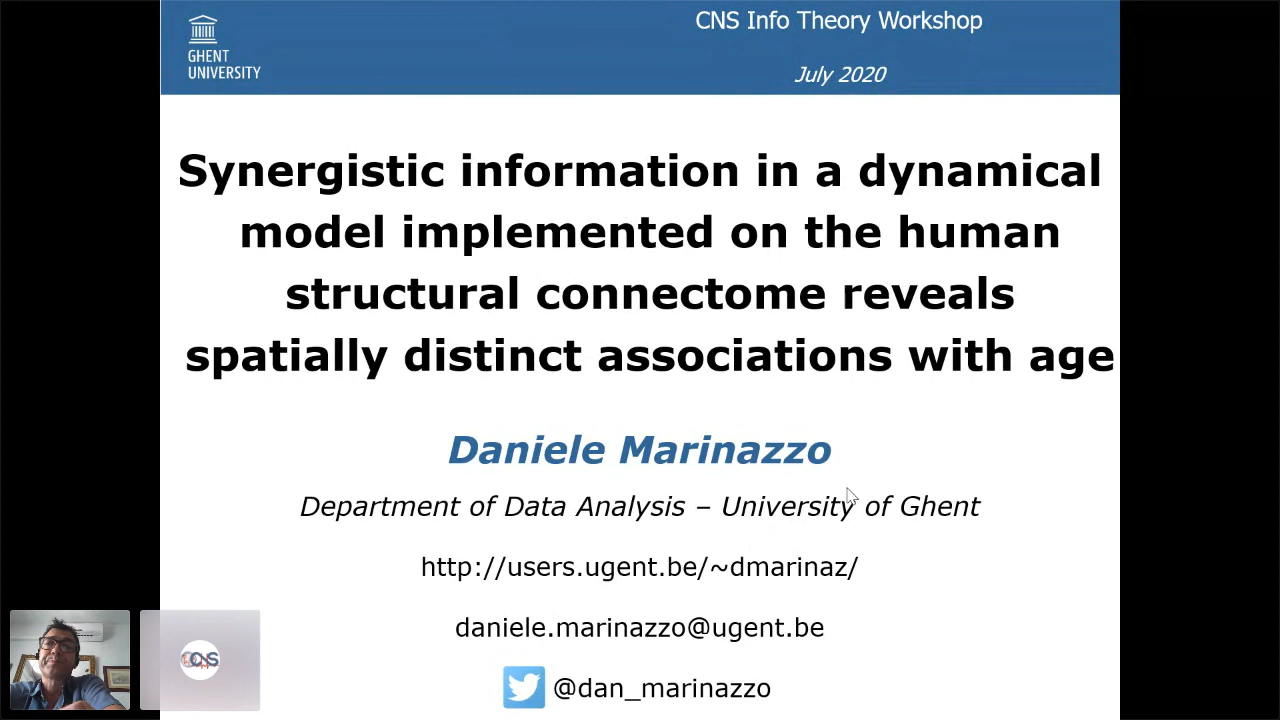 GHENT
UNIVERSITY
CNS Info Theory Workshop
July 2020
Synergistic information in a dynamical
model implemented on the human
structural connectome reveals
spatially distinct associations with age
Daniele Marinazzo
Department of Data Analysis – University of Ghent
http://users.ugent.be/~dmarinaz/
daniele.marinazzo@ugent.be
@dan_marinazzo
CNS